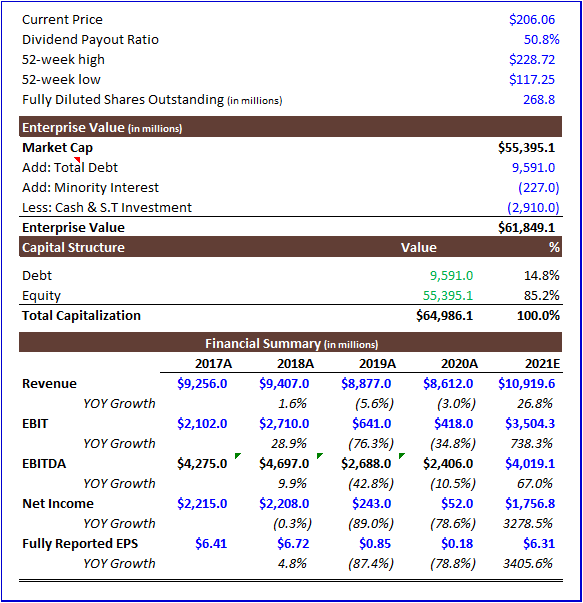 Current Price $206.06
Dividend Payout Ratio 50.8%
52-week high $228.72
52-week low $117.25
Fully Diluted Shares Outstanding (in millions) 268.8
Enterprise Value (in millions)
Market Cap $55,395.1
Add: Total Debt 9,591.0
Add: Minority Interest (227.0)
Less: Cash & S.T Investment (2,910.0)
Enterprise Value $61,849.1
Capital Structure Value %
Debt 9,591.0 14.8%
Equity 55,395.1 85.2%
Total Capitalization $64,986.1 100.0%
Financial Summary (in millions)
2017A 2018A 2019A 2020A 2021E
Revenue $9,256.0 $9,407.0 $8,877.0 $8,612.0 $10,919.6
YOY Growth 1.6% (5.6%) (3.0%) 26.8%
EBIT $2,102.0 $2,710.0 $641.0 $418.0 $3,504.3
YOY Growth 28.9% (76.3%) (34.8%) 738.3%
EBITDA $4,275.0 $4,697.0 $2,688.0 $2,406.0 $4,019.1
YOY Growth 9.9% (42.8%) (10.5%) 67.0%
Net Income $2,215.0 $2,208.0 $243.0 $52.0 $1,756.8
YOY Growth (0.3%) (89.0%) (78.6%) 3278.5%
Fully Reported EPS $6.41 $6.72 $0.85 $0.18 $6.31
YOY Growth 4.8% (87.4%) (78.8%) 3405.6%